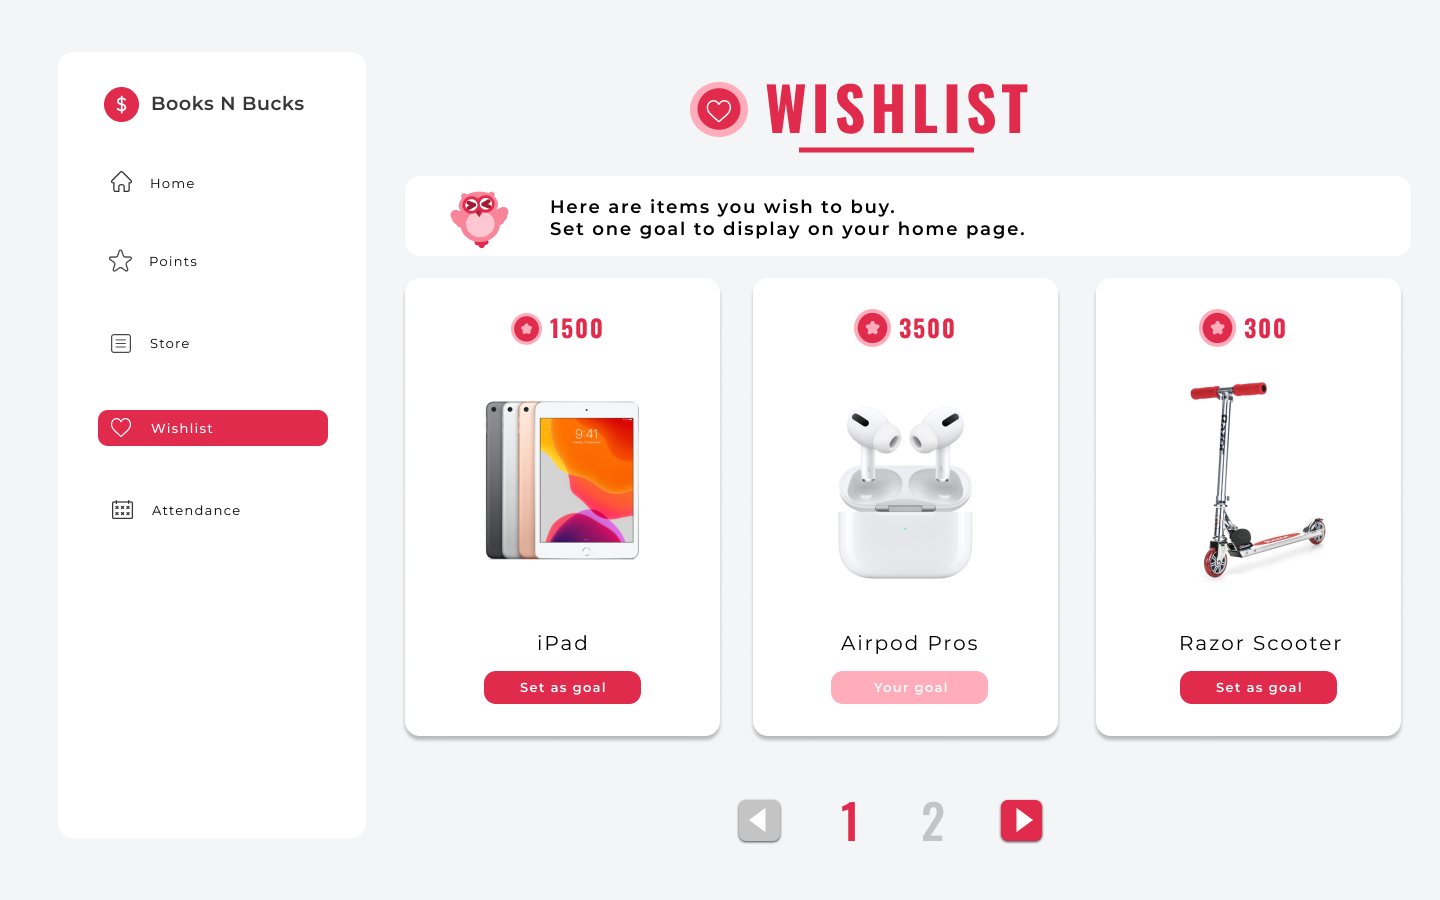 Books N Bucks
Home
Points
Store
Wishlist
Attendance
WISHLIST
Here are items you wish to buy.
Set one goal to display on your home page.
1500
9:41
iPad
Set as goal
3500
Airpod Pros
Your goal
300
Razor Scooter
Set as goal
1 2